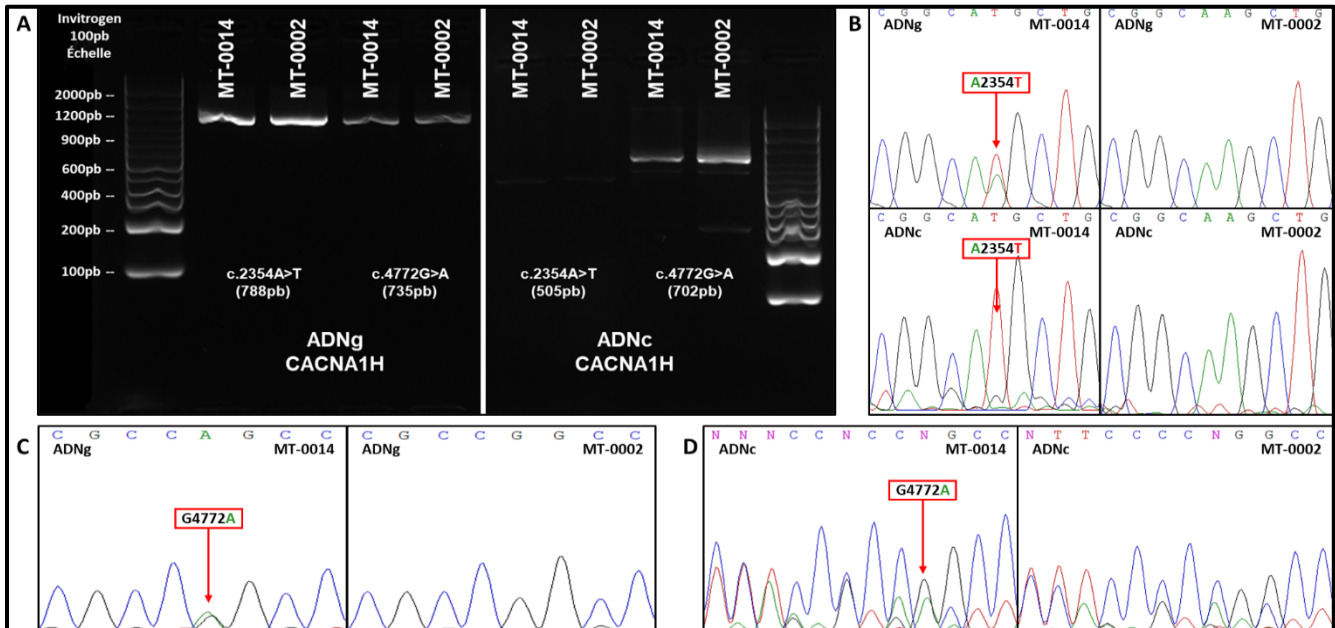 A
Invitrogen
100pb
Échelle
2000pb --
1200pb --
900pb --
600pb --
400pb --
200pb --
100pb --
MT-0014
MT-0002
MT-0014
MT-0002
c.2354A>T
(788pb)
c.4772G>A
(735pb)
ADNg
CACNA1H
MT-0014
MT-0002
MT-0014
MT-0002
c.2354A>T
(505pb)
c.4772G>A
(702pb)
ADNc
CACNA1H
B
C G G C A T G C T G
ADNg MT-0014
A2354T
C G G C A A G C T G
ADNg MT-0002
C G G C A T G C T G
ADNc MT-0014
A2354T
C G G C A A G C T G
ADNc MT-0002
C
C G C C A G C C
ADNg MT-0014
G4772A
C G C C G G C C
ADNg MT-0002
D
N N N C C N C C N G C C
ADNc MT-0014
G4772A
N T T C C C C N G G C C
ADNc MT-0002